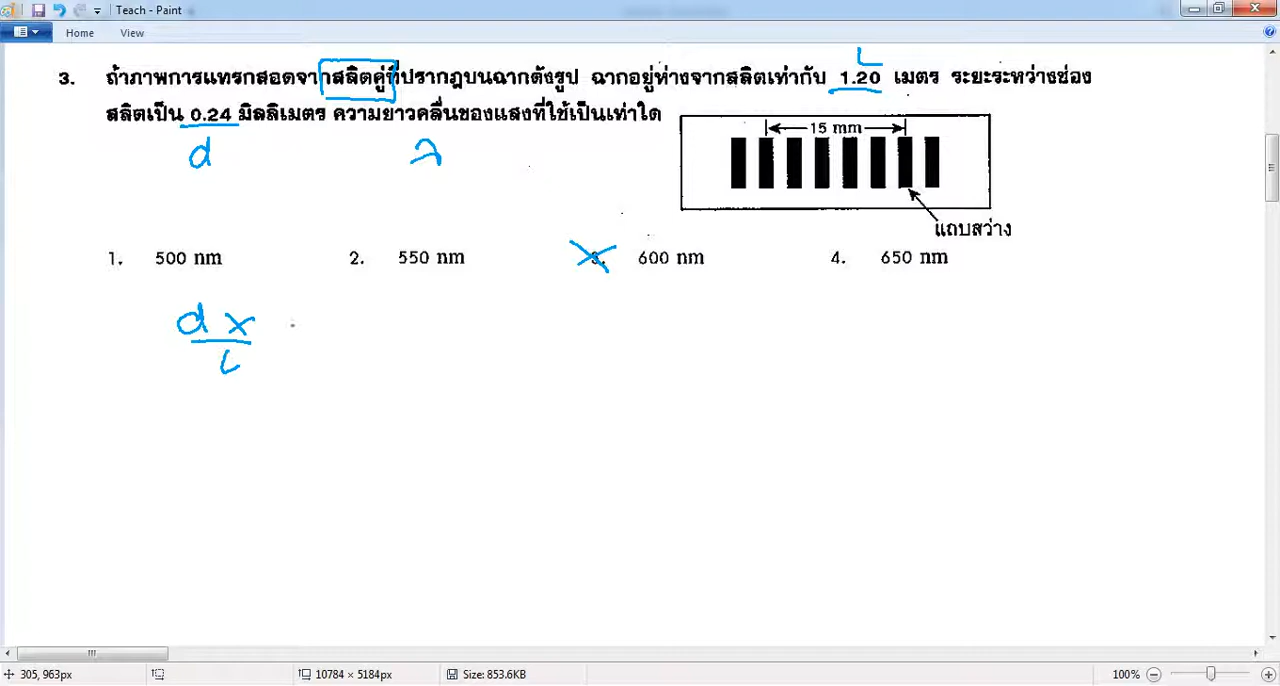 Teach - Paint
Home View
L
3. ถ้าภาพการแทรกสอดจากสลิตคู่ที่ปรากฎบนฉากดังรูป ฉากอยู่ห่างจากสลิตเท่ากับ 1.20 เมตร ระยะระหว่างช่อง
สลิตเป็น 0.24 มิลลิเมตร ความยาวคลื่นของแสงที่ใช้เป็นเท่าใด
15 mm
d λ
แถบสว่าง
1. 500 nm 2. 550 nm 3. 600 nm 4. 650 nm
d x
L
305, 963px 10784 × 5184px Size: 853.6KB 100%